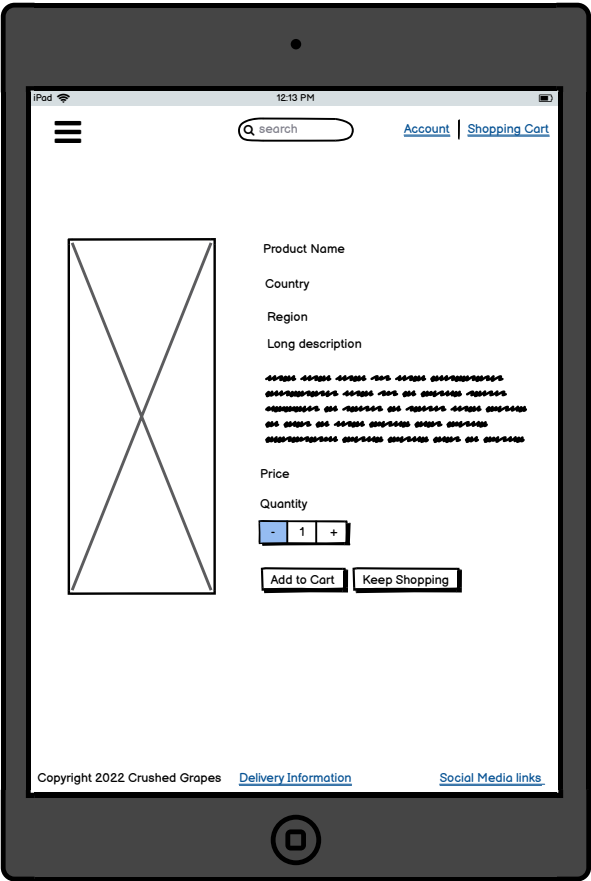 iPad 12:13 PM
search Account Shopping Cart
Product Name
Country
Region
Long description
Price
Quantity
- 1 +
Add to Cart Keep Shopping
Copyright 2022 Crushed Grapes Delivery Information Social Media links